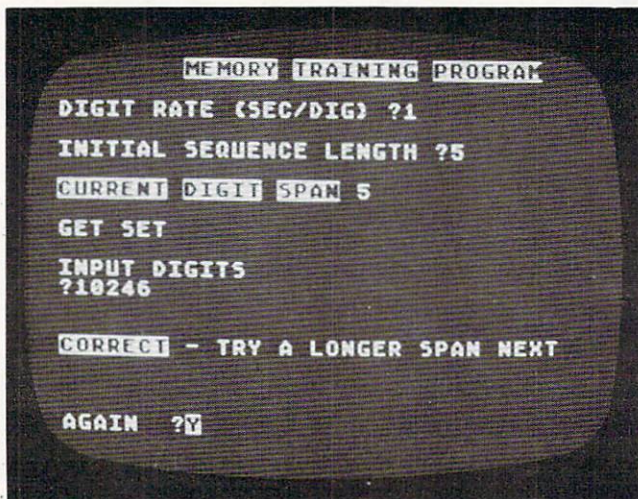 MEMORY TRAINING PROGRAM
DIGIT RATE (SEC/DIG) ?1
INITIAL SEQUENCE LENGTH ?5
CURRENT DIGIT SPAN 5
GET SET
INPUT DIGITS
?10246
CORRECT - TRY A LONGER SPAN NEXT
AGAIN ?Y